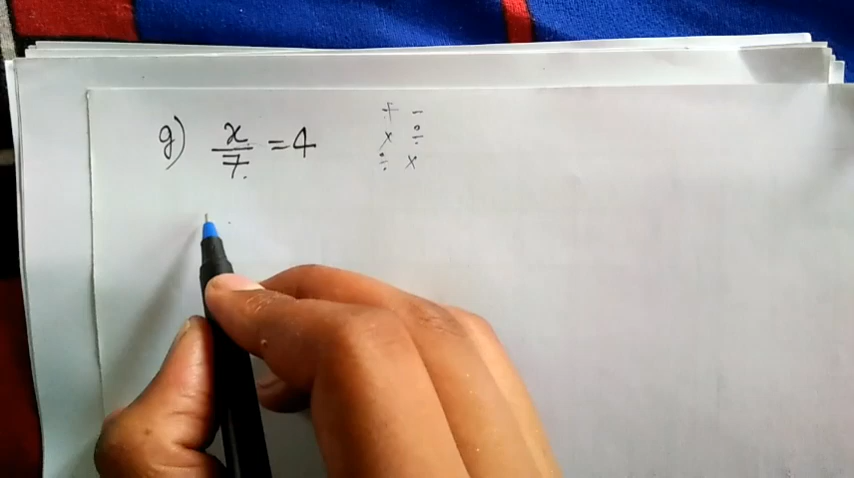 g) x/7 = 4
+ -
× ÷
÷ ×